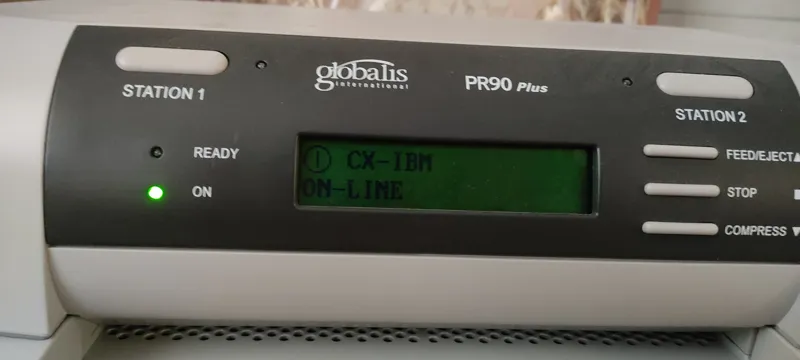 STATION 1
globalis
international
PR90 Plus
STATION 2
READY
ON
① CX-IBM
ON-LINE
FEED/EJECT▲
STOP ■
COMPRESS ▼